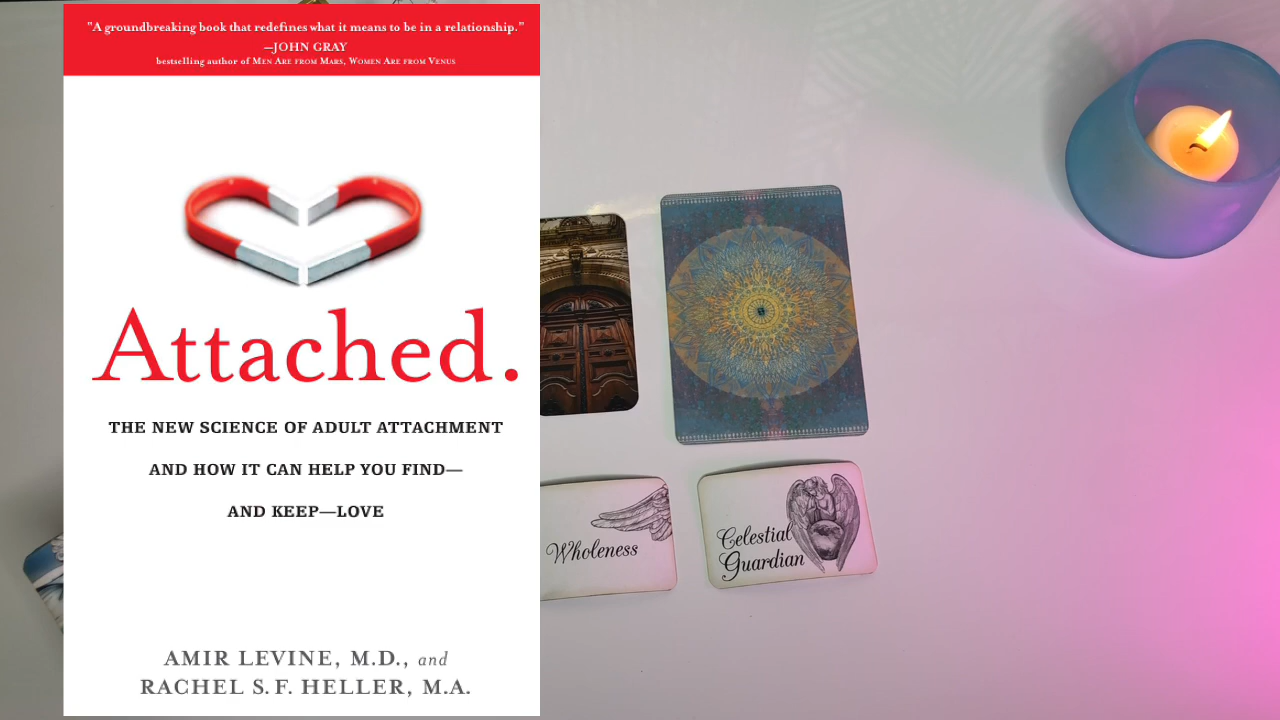 "A groundbreaking book that redefines what it means to be in a relationship."
—JOHN GRAY
bestselling author of Men Are from Mars, Women Are from Venus
Attached.
THE NEW SCIENCE OF ADULT ATTACHMENT
AND HOW IT CAN HELP YOU FIND—
AND KEEP—LOVE
AMIR LEVINE, M.D., and
RACHEL S. F. HELLER, M.A.
Wholeness
Celestial
Guardian